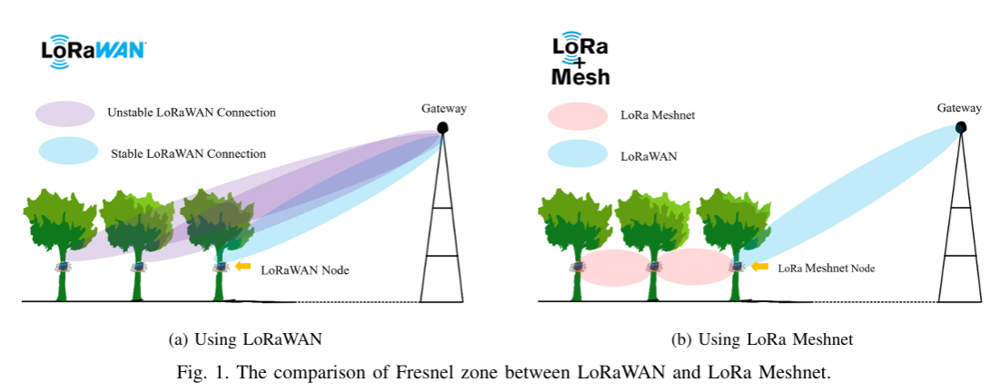 LoRaWAN
Unstable LoRaWAN Connection
Stable LoRaWAN Connection
Gateway
LoRaWAN Node
(a) Using LoRaWAN
LoRa
+
Mesh
LoRa Meshnet
LoRaWAN
Gateway
LoRa Meshnet Node
(b) Using LoRa Meshnet
Fig. 1. The comparison of Fresnel zone between LoRaWAN and LoRa Meshnet.